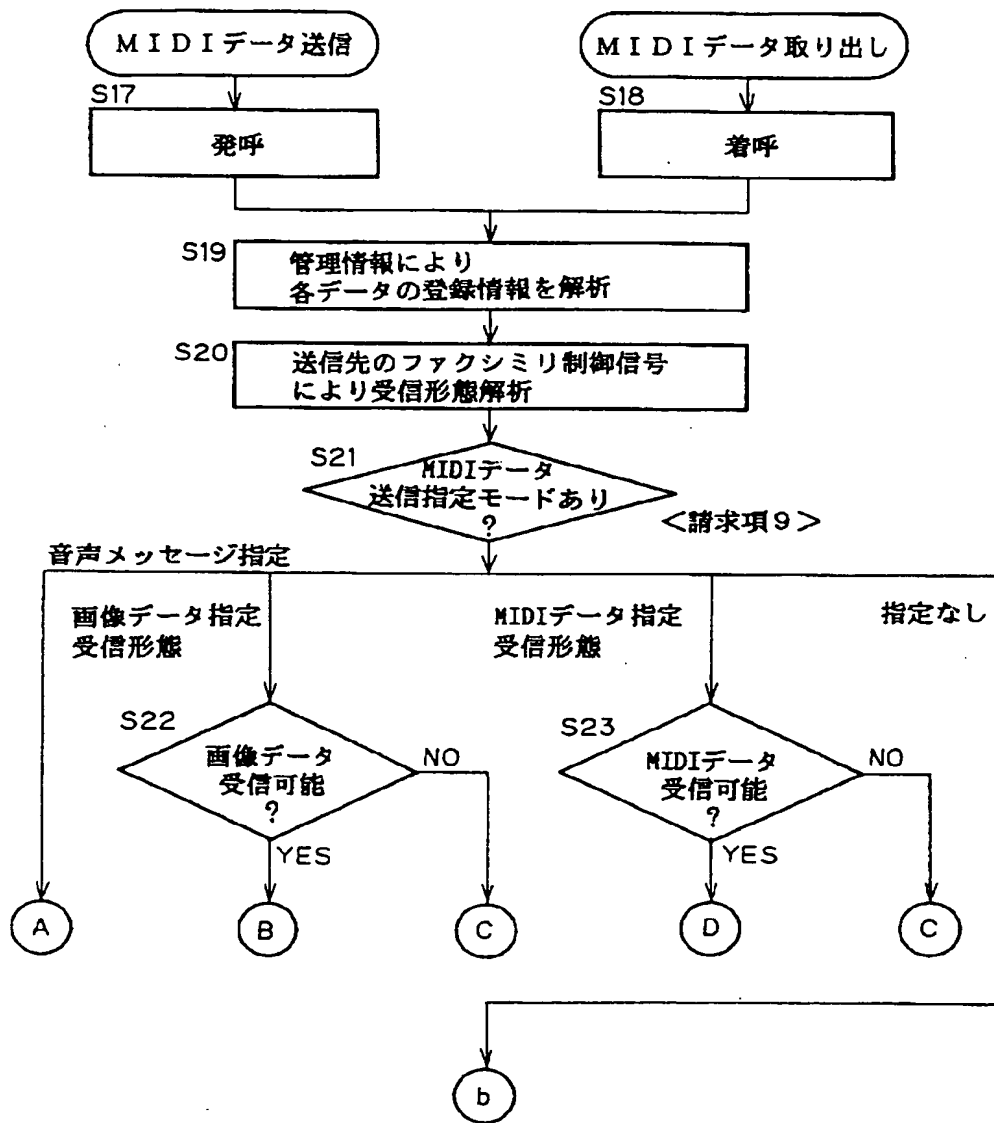 MIDIデータ送信
MIDIデータ取り出し
S17
発呼
S18
着呼
S19
管理情報により
各データの登録情報を解析
S20
送信先のファクシミリ制御信号
により受信形態解析
S21
MIDIデータ
送信指定モードあり
?
<請求項9>
音声メッセージ指定
画像データ指定
受信形態
MIDIデータ指定
受信形態
指定なし
S22
画像データ
受信可能
?
NO
YES
S23
MIDIデータ
受信可能
?
NO
YES
A
B
C
D
C
b